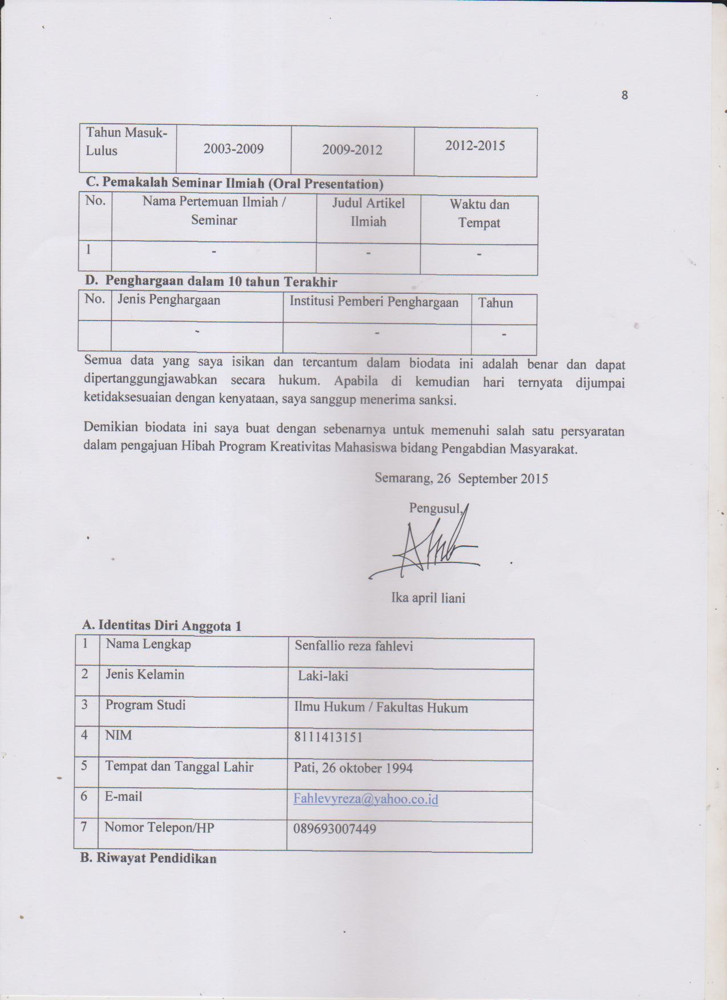 8
Tahun Masuk-
Lulus
2003-2009
2009-2012
2012-2015
C. Pemakalah Seminar Ilmiah (Oral Presentation)
No.
Nama Pertemuan Ilmiah /
Seminar
Judul Artikel
Ilmiah
Waktu dan
Tempat
1
-
-
-
D. Penghargaan dalam 10 tahun Terakhir
No.
Jenis Penghargaan
Institusi Pemberi Penghargaan
Tahun
-
-
-
Semua data yang saya isikan dan tercantum dalam biodata ini adalah benar dan dapat
dipertanggungjawabkan secara hukum. Apabila di kemudian hari ternyata dijumpai
ketidaksesuaian dengan kenyataan, saya sanggup menerima sanksi.
Demikian biodata ini saya buat dengan sebenarnya untuk memenuhi salah satu persyaratan
dalam pengajuan Hibah Program Kreativitas Mahasiswa bidang Pengabdian Masyarakat.
Semarang, 26 September 2015
Pengusul,
Ika april liani
A. Identitas Diri Anggota 1
1 Nama Lengkap Senfallio reza fahlevi
2 Jenis Kelamin Laki-laki
3 Program Studi Ilmu Hukum / Fakultas Hukum
4 NIM 8111413151
5 Tempat dan Tanggal Lahir Pati, 26 oktober 1994
6 E-mail Fahlevyreza@yahoo.co.id
7 Nomor Telepon/HP 089693007449
B. Riwayat Pendidikan